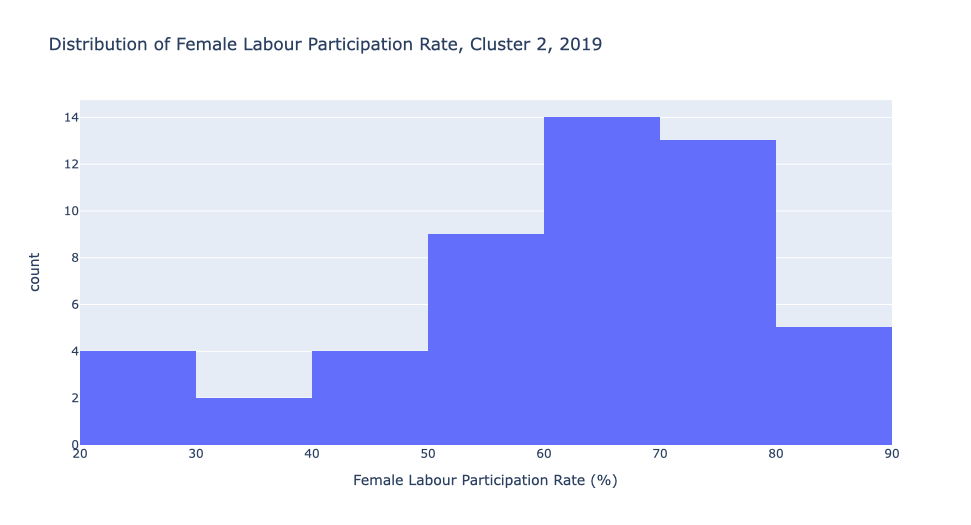 Distribution of Female Labour Participation Rate, Cluster 2, 2019
14
12
10
8
6
4
2
0
count
20 30 40 50 60 70 80 90
Female Labour Participation Rate (%)